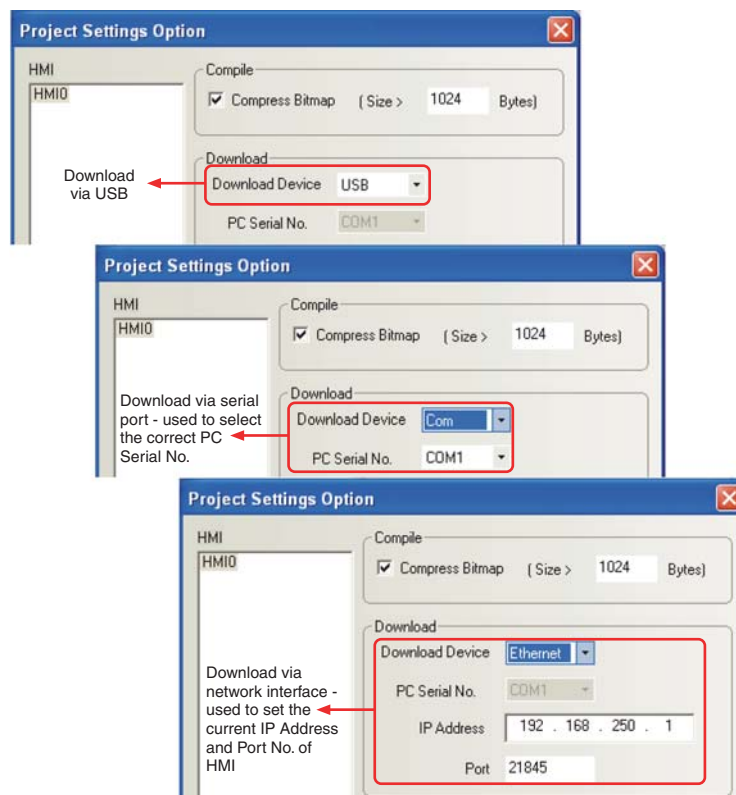 Project Settings Option
HMI
HMI0
Compile
Compress Bitmap ( Size > 1024 Bytes)
Download
Download Device USB
PC Serial No. COM1
Download
via USB
Project Settings Option
HMI
HMI0
Compile
Compress Bitmap ( Size > 1024 Bytes)
Download
Download Device Com
PC Serial No. COM1
Download via serial
port - used to select
the correct PC
Serial No.
Project Settings Option
HMI
HMI0
Compile
Compress Bitmap ( Size > 1024 Bytes)
Download
Download Device Ethernet
PC Serial No. COM1
IP Address 192 . 168 . 250 . 1
Port 21845
Download via
network interface -
used to set the
current IP Address
and Port No. of
HMI